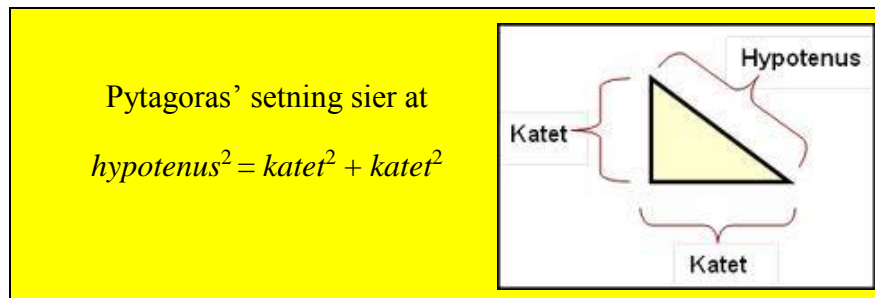 Pytagoras’ setning sier at
hypotenus² = katet² + katet²
Hypotenus
Katet
Katet